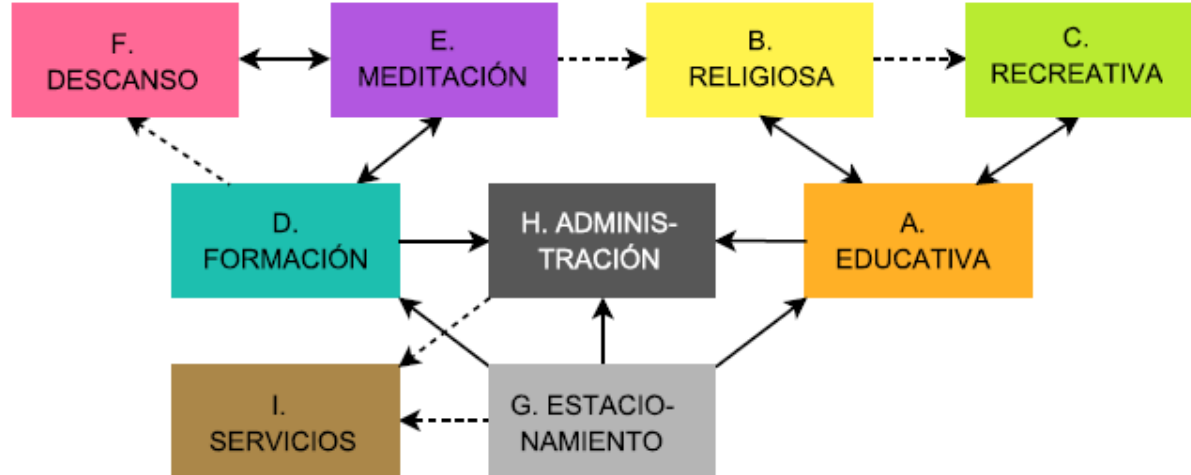 F.
DESCANSO
E.
MEDITACIÓN
B.
RELIGIOSA
C.
RECREATIVA
D.
FORMACIÓN
H. ADMINIS-
TRACIÓN
A.
EDUCATIVA
I.
SERVICIOS
G. ESTACIO-
NAMIENTO